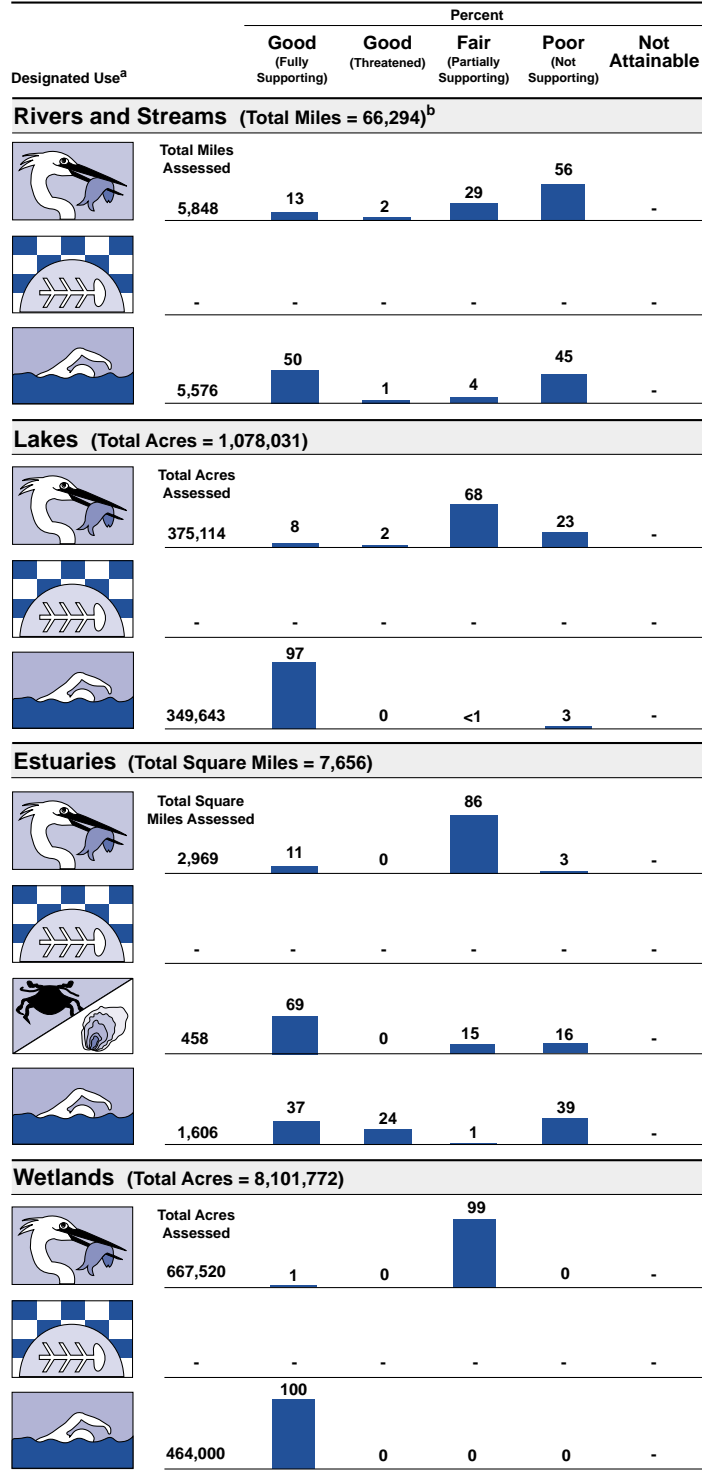 Percent
Designated Use^a Good (Fully Supporting) Good (Threatened) Fair (Partially Supporting) Poor (Not Supporting) Not Attainable
Rivers and Streams (Total Miles = 66,294)^b
Total Miles Assessed
5,848 13 2 29 56 -
- - - - - -
5,576 50 1 4 45 -
Lakes (Total Acres = 1,078,031)
Total Acres Assessed
375,114 8 2 68 23 -
- - - - - -
349,643 97 0 <1 3 -
Estuaries (Total Square Miles = 7,656)
Total Square Miles Assessed
2,969 11 0 86 3 -
- - - - - -
458 69 0 15 16 -
1,606 37 24 1 39 -
Wetlands (Total Acres = 8,101,772)
Total Acres Assessed
667,520 1 0 99 0 -
- - - - - -
464,000 100 0 0 0 -